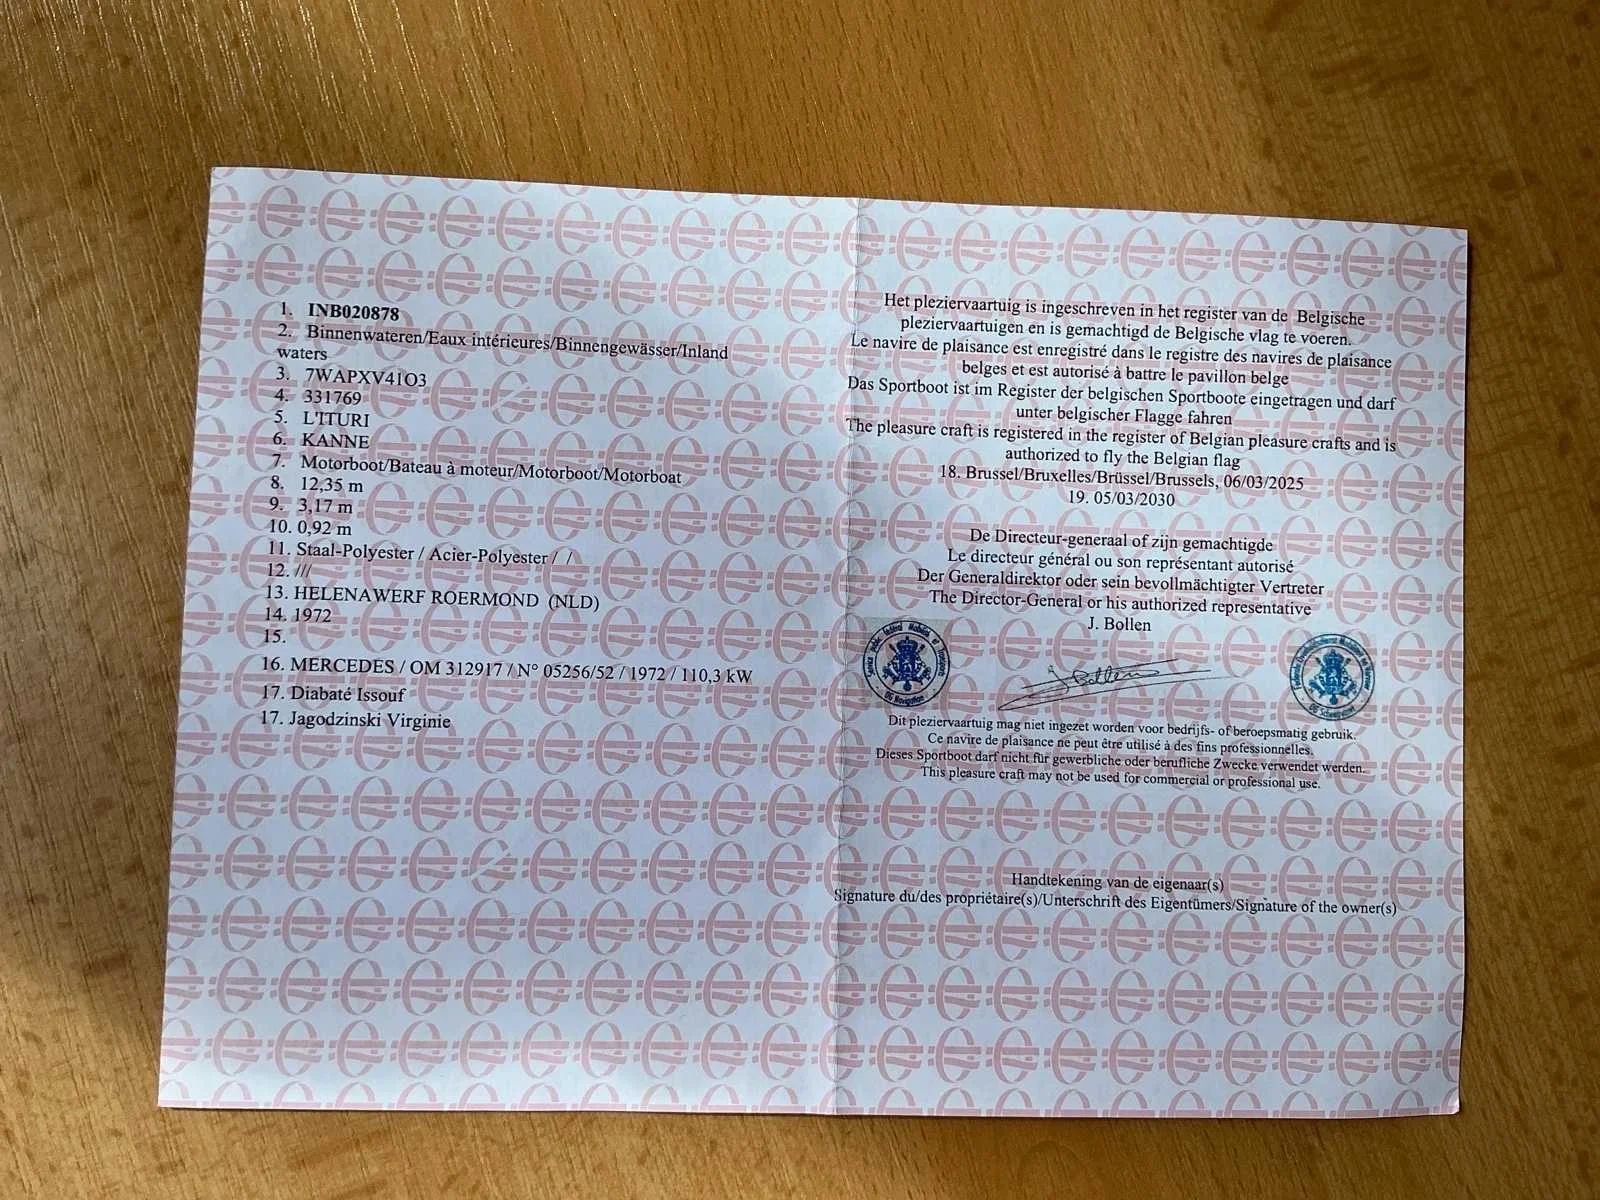 1. INB020878
2. Binnenwateren/Eaux intérieures/Binnengewässer/Inland
waters
3. 7WAPXV41O3
4. 331769
5. L'ITURI
6. KANNE
7. Motorboot/Bateau à moteur/Motorboot/Motorboat
8. 12,35 m
9. 3,17 m
10. 0,92 m
11. Staal-Polyester / Acier-Polyester / /
12. ///
13. HELENAWERF ROERMOND (NLD)
14. 1972
15.
16. MERCEDES / OM 312917 / N° 05256/52 / 1972 / 110,3 kW
17. Diabaté Issouf
17. Jagodzinski Virginie
Het pleziervaartuig is ingeschreven in het register van de Belgische
pleziervaartuigen en is gemachtigd de Belgische vlag te voeren.
Le navire de plaisance est enregistré dans le registre des navires de plaisance
belges et est autorisé à battre le pavillon belge
Das Sportboot ist im Register der belgischen Sportboote eingetragen und darf
unter belgischer Flagge fahren
The pleasure craft is registered in the register of Belgian pleasure crafts and is
authorized to fly the Belgian flag
18. Brussel/Bruxelles/Brüssel/Brussels, 06/03/2025
19. 05/03/2030
De Directeur-generaal of zijn gemachtigde
Le directeur général ou son représentant autorisé
Der Generaldirektor oder sein bevollmächtigter Vertreter
The Director-General or his authorized representative
J. Bollen
Service public fédéral Mobilité et Transports
DG Navigation
J Bollen
DG Scheepvaart
Dit pleziervaartuig mag niet ingezet worden voor bedrijfs- of beroepsmatig gebruik.
Ce navire de plaisance ne peut être utilisé à des fins professionnelles.
Dieses Sportboot darf nicht für gewerbliche oder berufliche Zwecke verwendet werden.
This pleasure craft may not be used for commercial or professional use.
Handtekening van de eigenaar(s)
Signature du/des propriétaire(s)/Unterschrift des Eigentümers/Signature of the owner(s)